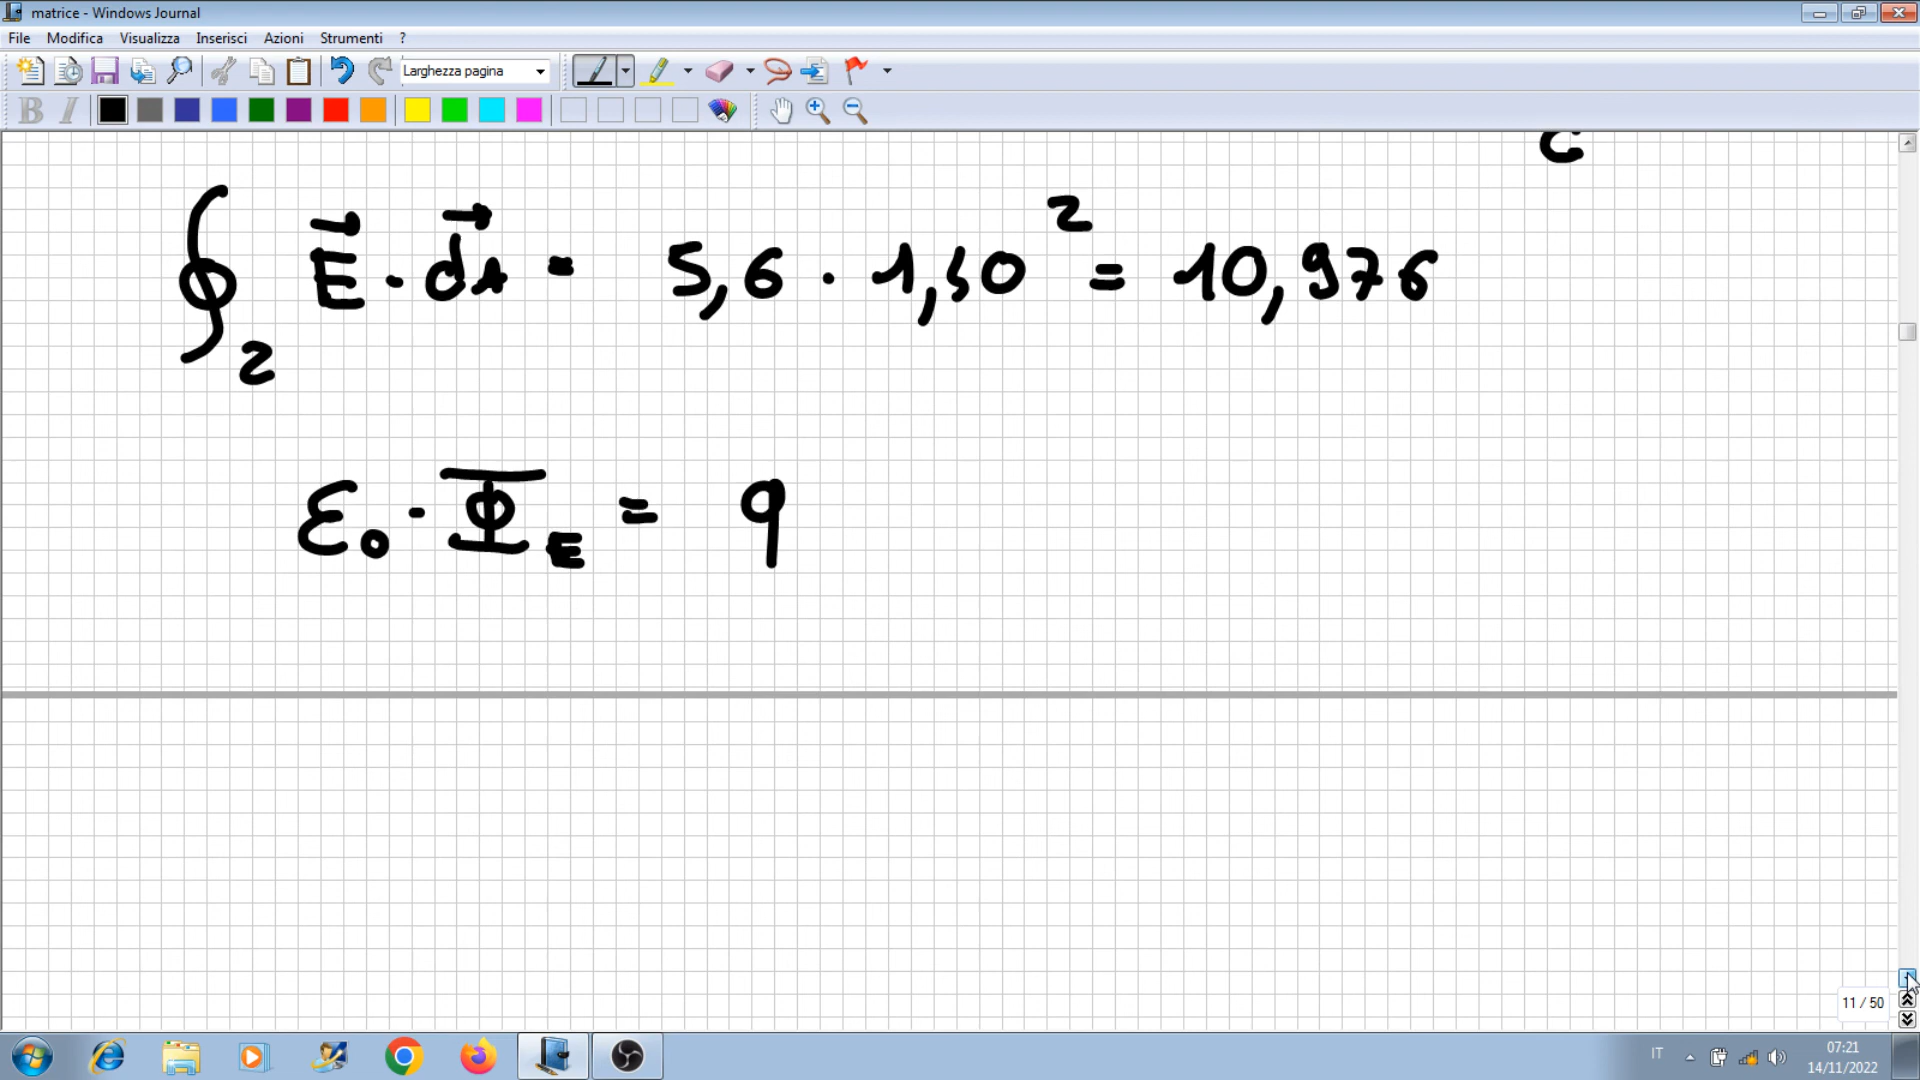 matrice - Windows Journal
File Modifica Visualizza Inserisci Azioni Strumenti ?
Larghezza pagina
B I
∮₂ E⃗ · dA⃗ = 5,6 · 1,40² = 10,976
ε₀ · Φ_E = q
11 / 50
IT
07:21
14/11/2022